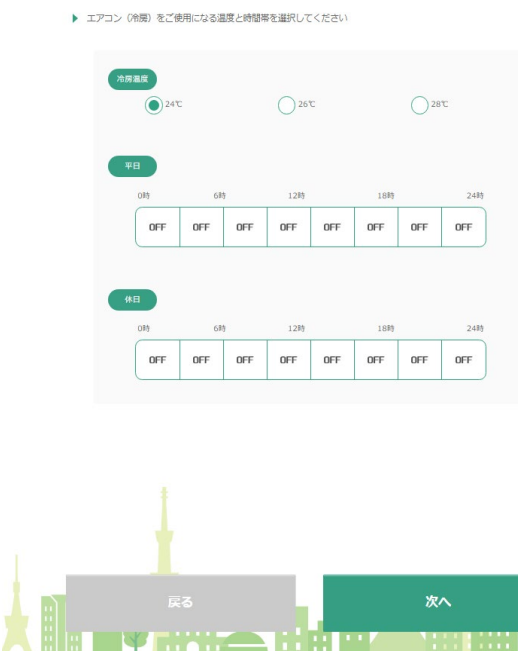 エアコン（冷房）をご使用になる温度と時間帯を選択してください
冷房温度
24℃ 26℃ 28℃
平日
0時 6時 12時 18時 24時
OFF OFF OFF OFF OFF OFF OFF OFF
休日
0時 6時 12時 18時 24時
OFF OFF OFF OFF OFF OFF OFF OFF
戻る 次へ